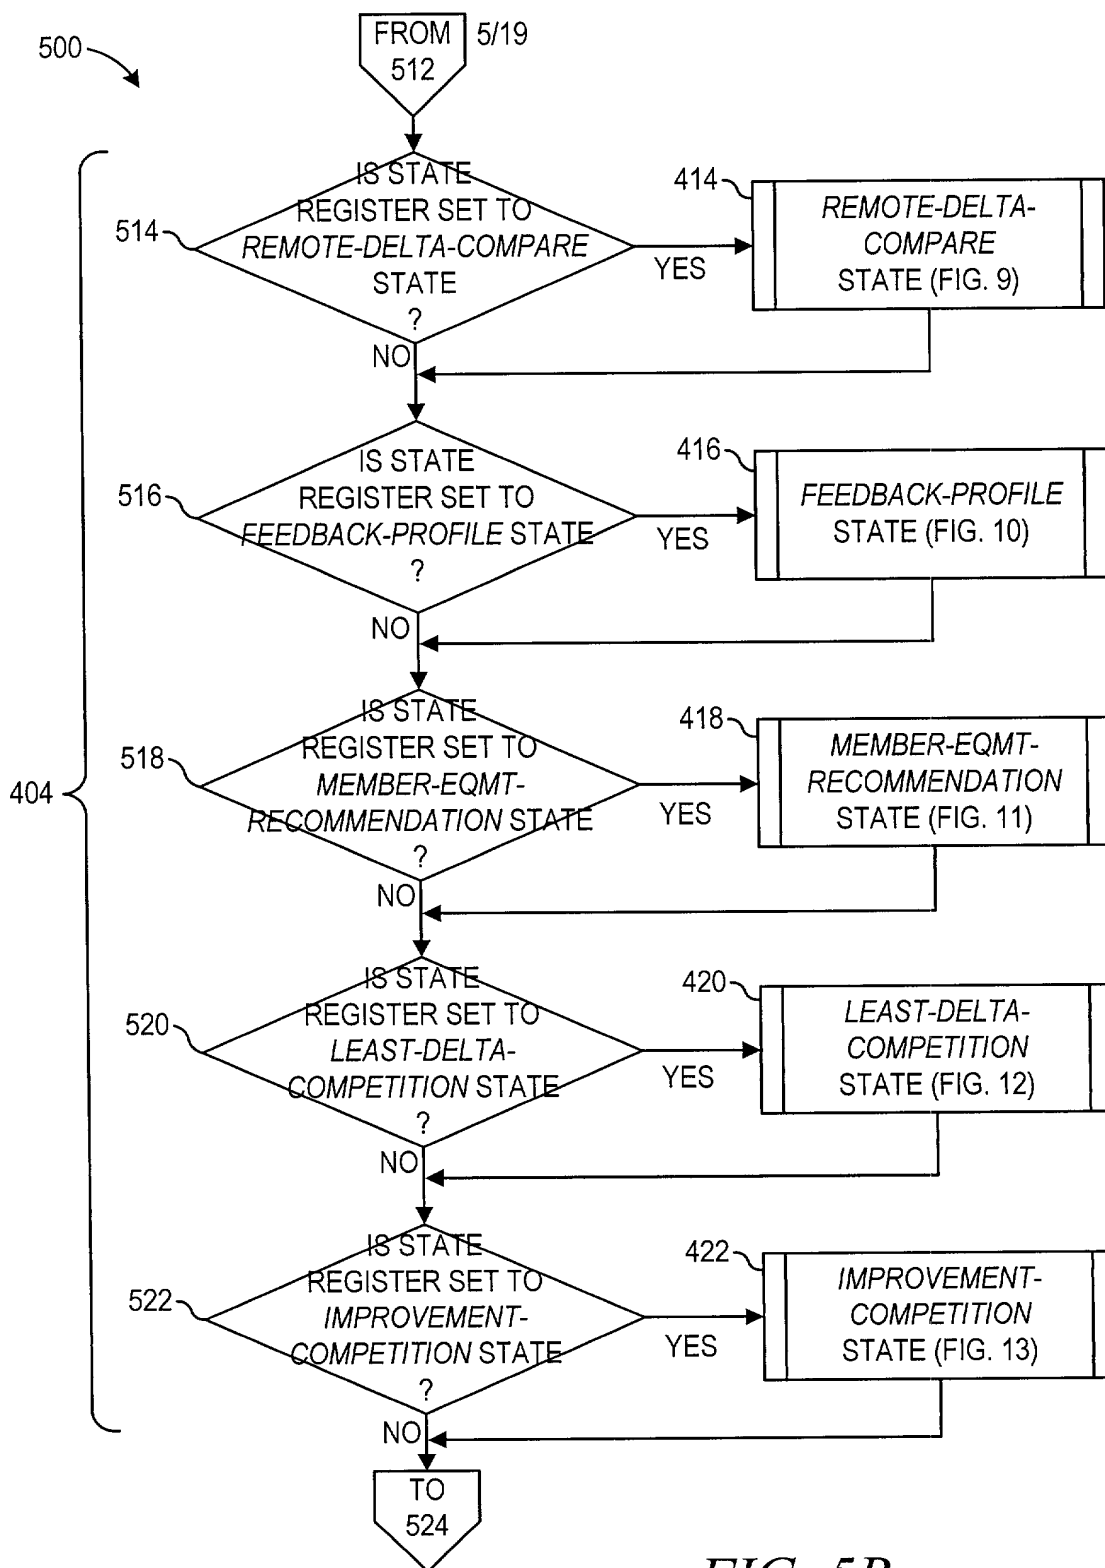 500
FROM
512
5/19
404
514
IS STATE
REGISTER SET TO
REMOTE-DELTA-COMPARE
STATE
?
YES
NO
414
REMOTE-DELTA-
COMPARE
STATE (FIG. 9)
516
IS STATE
REGISTER SET TO
FEEDBACK-PROFILE STATE
?
YES
NO
416
FEEDBACK-PROFILE
STATE (FIG. 10)
518
IS STATE
REGISTER SET TO
MEMBER-EQMT-
RECOMMENDATION STATE
?
YES
NO
418
MEMBER-EQMT-
RECOMMENDATION
STATE (FIG. 11)
520
IS STATE
REGISTER SET TO
LEAST-DELTA-
COMPETITION STATE
?
YES
NO
420
LEAST-DELTA-
COMPETITION
STATE (FIG. 12)
522
IS STATE
REGISTER SET TO
IMPROVEMENT-
COMPETITION STATE
?
YES
NO
422
IMPROVEMENT-
COMPETITION
STATE (FIG. 13)
TO
524
FIG. 5B